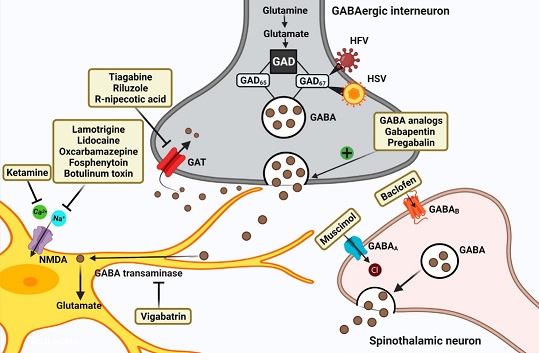 Glutamine
GABAergic interneuron
Glutamate
HFV
GAD
GAD65
GAD67
HSV
Tiagabine
Riluzole
R-nipecotic acid
GABA
GABA analogs
Gabapentin
Pregabalin
Lamotrigine
Lidocaine
Oxcarbamazepine
Fosphenytoin
Botulinum toxin
GAT
Ketamine
Ca2+
Na+
Baclofen
GABAB
Muscimol
GABAA
GABA
Cl
NMDA
GABA transaminase
Glutamate
Vigabatrin
Spinothalamic neuron